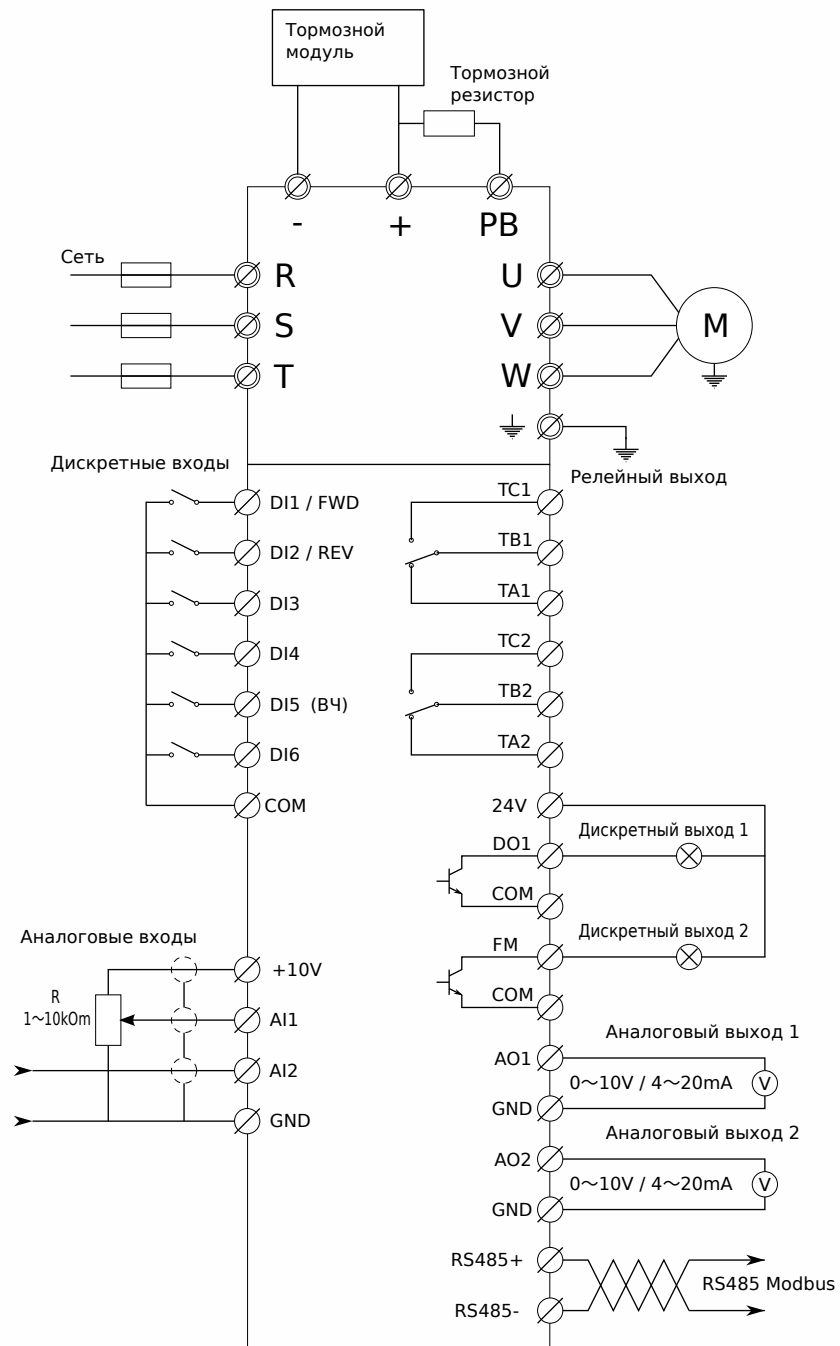 Тормозной
модуль
Тормозной
резистор
- + PB
Сеть
R
S
T
U
V
W
M
Дискретные входы
DI1 / FWD
DI2 / REV
DI3
DI4
DI5 (ВЧ)
DI6
COM
Релейный выход
TC1
TB1
TA1
TC2
TB2
TA2
24V
Дискретный выход 1
DO1
COM
Дискретный выход 2
FM
COM
Аналоговые входы
+10V
R
1~10kOm
AI1
AI2
GND
Аналоговый выход 1
AO1
0~10V / 4~20mA V
GND
Аналоговый выход 2
AO2
0~10V / 4~20mA V
GND
RS485+
RS485 Modbus
RS485-